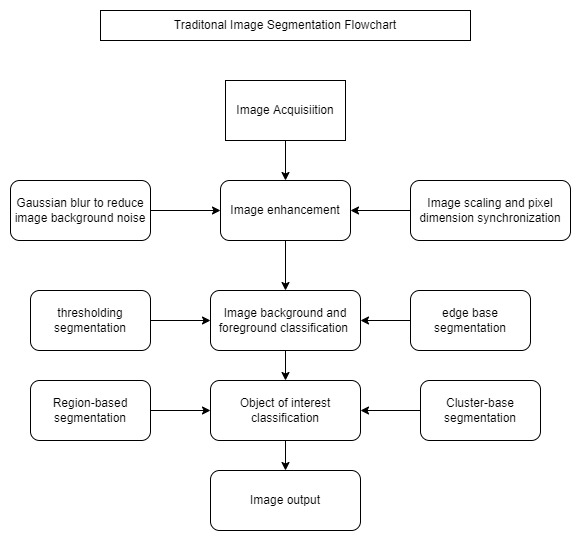 Traditonal Image Segmentation Flowchart
Image Acquisiition
Gaussian blur to reduce
image background noise
Image enhancement
Image scaling and pixel
dimension synchronization
thresholding
segmentation
Image background and
foreground classification
edge base
segmentation
Region-based
segmentation
Object of interest
classification
Cluster-base
segmentation
Image output